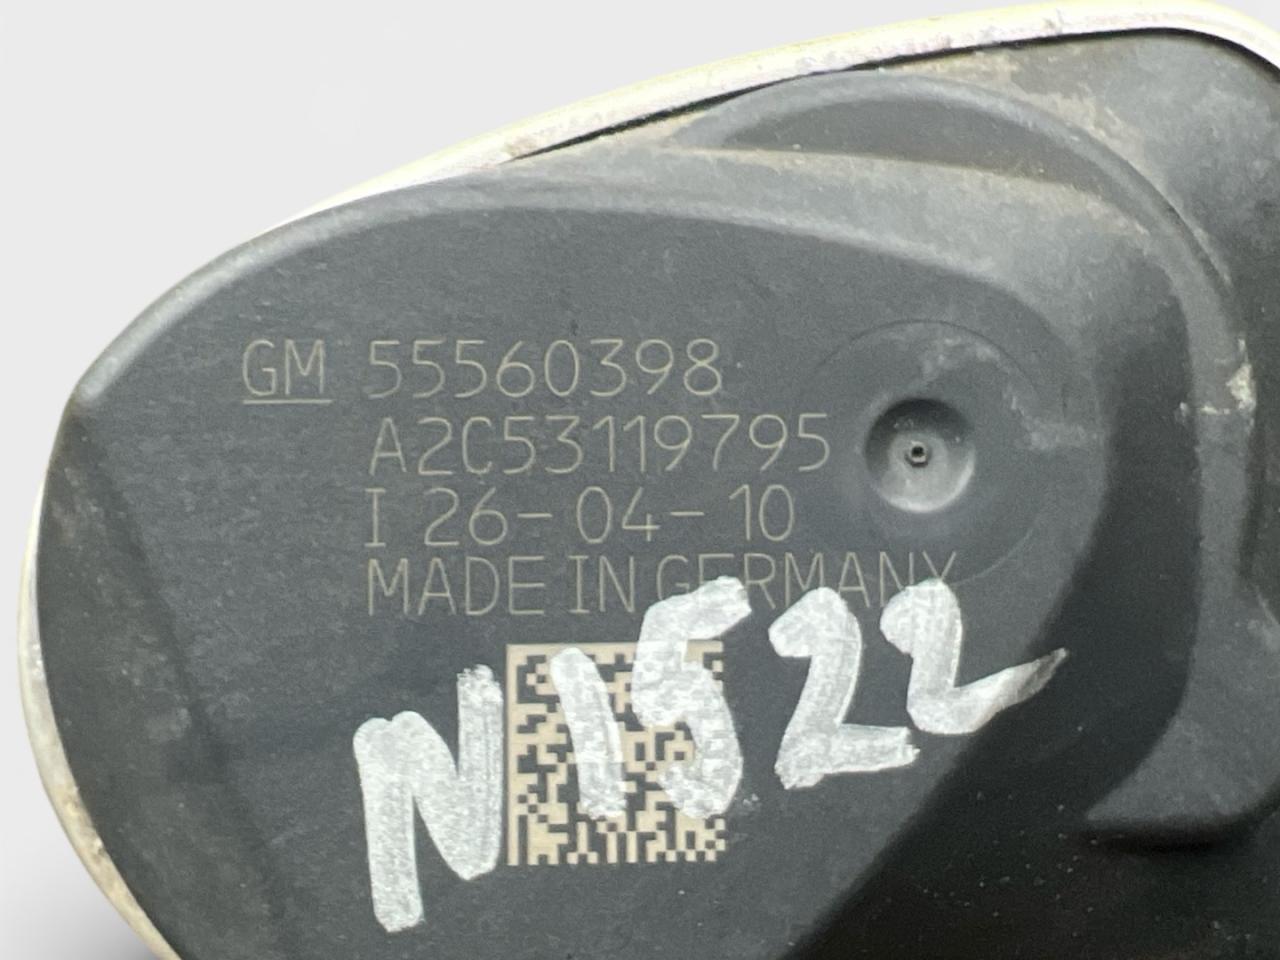 GM 55560398
A2C53119795
I 26-04-10
MADE IN GERMANY
N1522